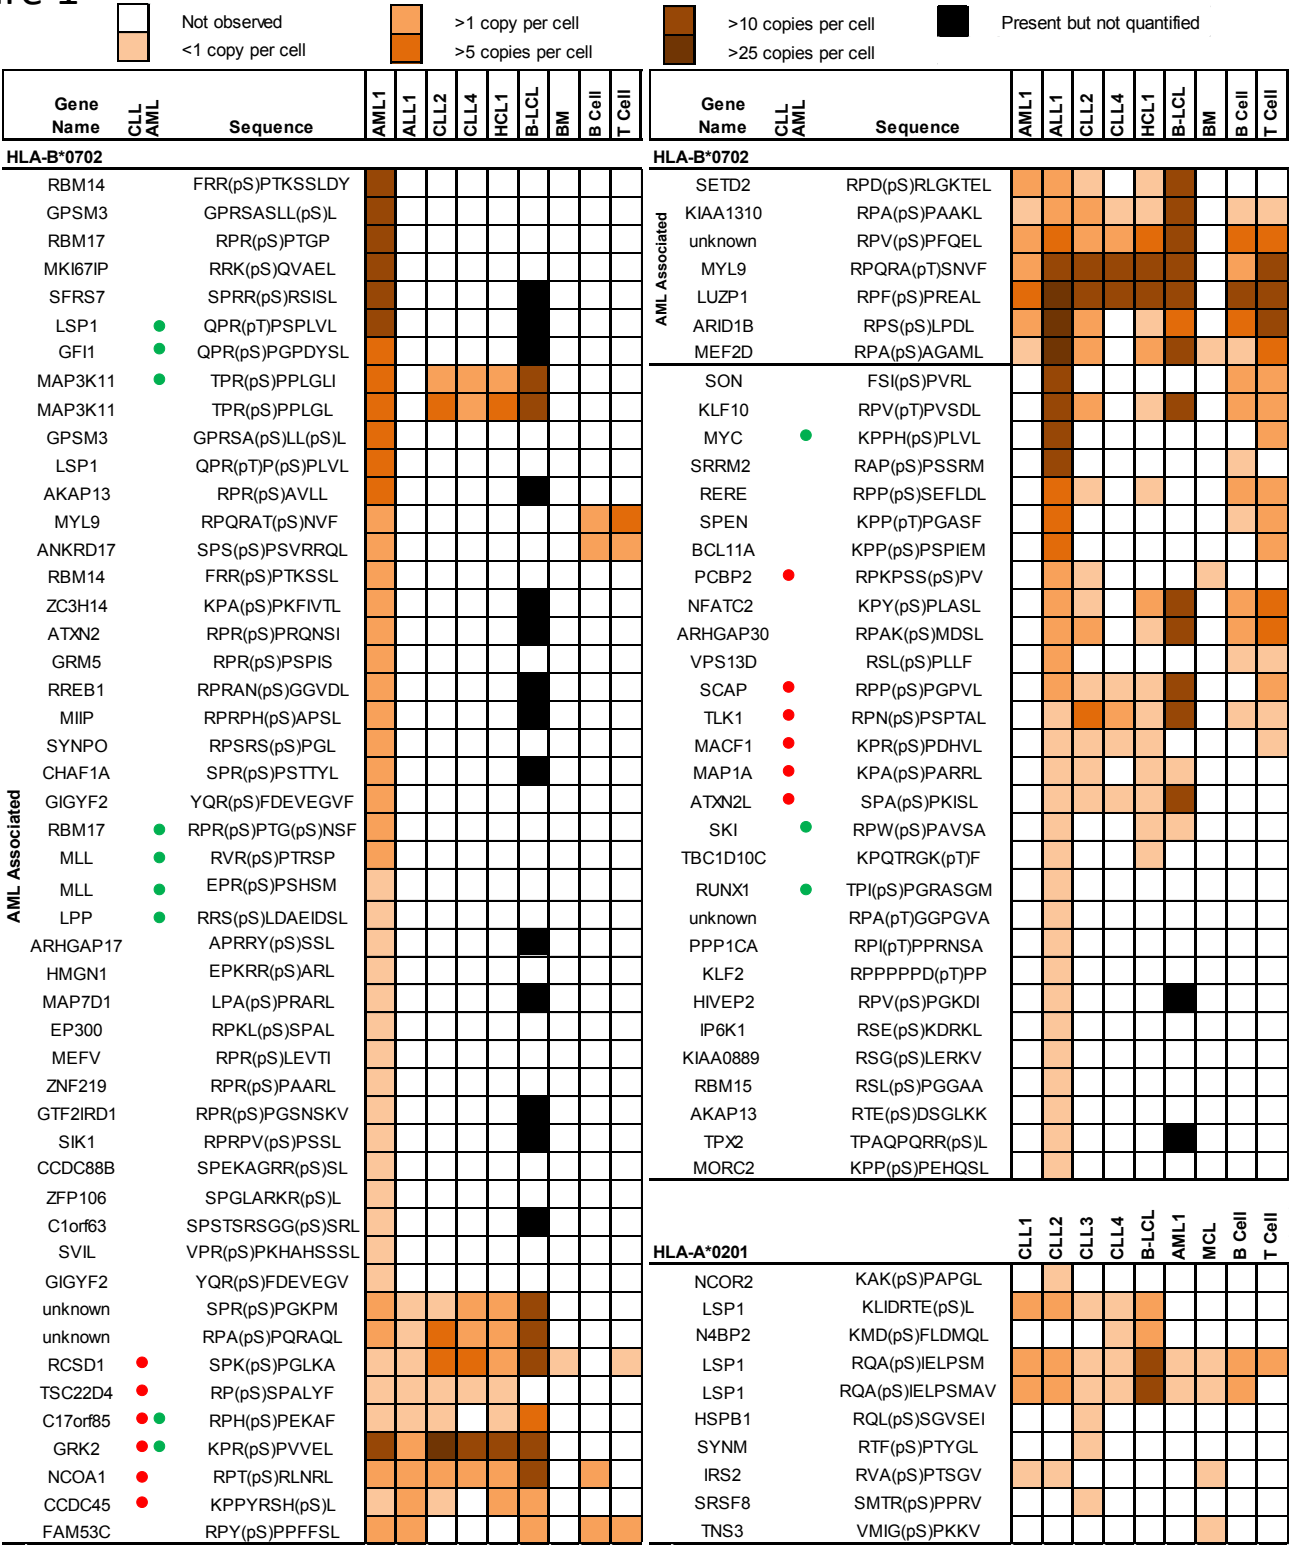 Not observed
<1 copy per cell
>1 copy per cell
>5 copies per cell
>10 copies per cell
>25 copies per cell
Present but not quantified
Gene Name CLL AML Sequence AML1 ALL1 CLL2 CLL4 HCL1 B-LCL BM B Cell T Cell
HLA-B*0702
AML Associated
RBM14 FRR(pS)PTKSSLDY
GPSM3 GPRSASLL(pS)L
RBM17 RPR(pS)PTGP
MKI67IP RRK(pS)QVAEL
SFRS7 SPRR(pS)RSISL
LSP1 QPR(pT)PSPLVL
GFI1 QPR(pS)PGPDYSL
MAP3K11 TPR(pS)PPLGLI
MAP3K11 TPR(pS)PPLGL
GPSM3 GPRSA(pS)LL(pS)L
LSP1 QPR(pT)P(pS)PLVL
AKAP13 RPR(pS)AVLL
MYL9 RPQRAT(pS)NVF
ANKRD17 SPS(pS)PSVRRQL
RBM14 FRR(pS)PTKSSL
ZC3H14 KPA(pS)PKFIVTL
ATXN2 RPR(pS)PRQNSI
GRM5 RPR(pS)PSPIS
RREB1 RPRAN(pS)GGVDL
MIIP RPRPH(pS)APSL
SYNPO RPSRS(pS)PGL
CHAF1A SPR(pS)PSTTYL
GIGYF2 YQR(pS)FDEVEGVF
RBM17 RPR(pS)PTG(pS)NSF
MLL RVR(pS)PTRSP
MLL EPR(pS)PSHSM
LPP RRS(pS)LDAEIDSL
ARHGAP17 APRRY(pS)SSL
HMGN1 EPKRR(pS)ARL
MAP7D1 LPA(pS)PRARL
EP300 RPKL(pS)SPAL
MEFV RPR(pS)LEVTI
ZNF219 RPR(pS)PAARL
GTF2IRD1 RPR(pS)PGSNSKV
SIK1 RPRPV(pS)PSSL
CCDC88B SPEKAGRR(pS)SL
ZFP106 SPGLARKR(pS)L
C1orf63 SPSTSRSGG(pS)SRL
SVIL VPR(pS)PKHAHSSSL
GIGYF2 YQR(pS)FDEVEGV
unknown SPR(pS)PGKPM
unknown RPA(pS)PQRAQL
RCSD1 SPK(pS)PGLKA
TSC22D4 RP(pS)SPALYF
C17orf85 RPH(pS)PEKAF
GRK2 KPR(pS)PVVEL
NCOA1 RPT(pS)RLNRL
CCDC45 KPPYRSH(pS)L
FAM53C RPY(pS)PPFFSL
Gene Name CLL AML Sequence AML1 ALL1 CLL2 CLL4 HCL1 B-LCL BM B Cell T Cell
HLA-B*0702
AML Associated
SETD2 RPD(pS)RLGKTEL
KIAA1310 RPA(pS)PAAKL
unknown RPV(pS)PFQEL
MYL9 RPQRA(pT)SNVF
LUZP1 RPF(pS)PREAL
ARID1B RPS(pS)LPDL
MEF2D RPA(pS)AGAML
SON FSI(pS)PVRL
KLF10 RPV(pT)PVSDL
MYC KPPH(pS)PLVL
SRRM2 RAP(pS)PSSRM
RERE RPP(pS)SEFLDL
SPEN KPP(pT)PGASF
BCL11A KPP(pS)PSPIEM
PCBP2 RPKPSS(pS)PV
NFATC2 KPY(pS)PLASL
ARHGAP30 RPAK(pS)MDSL
VPS13D RSL(pS)PLLF
SCAP RPP(pS)PGPVL
TLK1 RPN(pS)PSPTAL
MACF1 KPR(pS)PDHVL
MAP1A KPA(pS)PARRL
ATXN2L SPA(pS)PKISL
SKI RPW(pS)PAVSA
TBC1D10C KPQTRGK(pT)F
RUNX1 TPI(pS)PGRASGM
unknown RPA(pT)GGPGVA
PPP1CA RPI(pT)PPRNSA
KLF2 RPPPPPD(pT)PP
HIVEP2 RPV(pS)PGKDI
IP6K1 RSE(pS)KDRKL
KIAA0889 RSG(pS)LERKV
RBM15 RSL(pS)PGGAA
AKAP13 RTE(pS)DSGLKK
TPX2 TPAQPQRR(pS)L
MORC2 KPP(pS)PEHQSL
HLA-A*0201 CLL1 CLL2 CLL3 CLL4 B-LCL AML1 MCL B Cell T Cell
NCOR2 KAK(pS)PAPGL
LSP1 KLIDRTE(pS)L
N4BP2 KMD(pS)FLDMQL
LSP1 RQA(pS)IELPSM
LSP1 RQA(pS)IELPSMAV
HSPB1 RQL(pS)SGVSEI
SYNM RTF(pS)PTYGL
IRS2 RVA(pS)PTSGV
SRSF8 SMTR(pS)PPRV
TNS3 VMIG(pS)PKKV